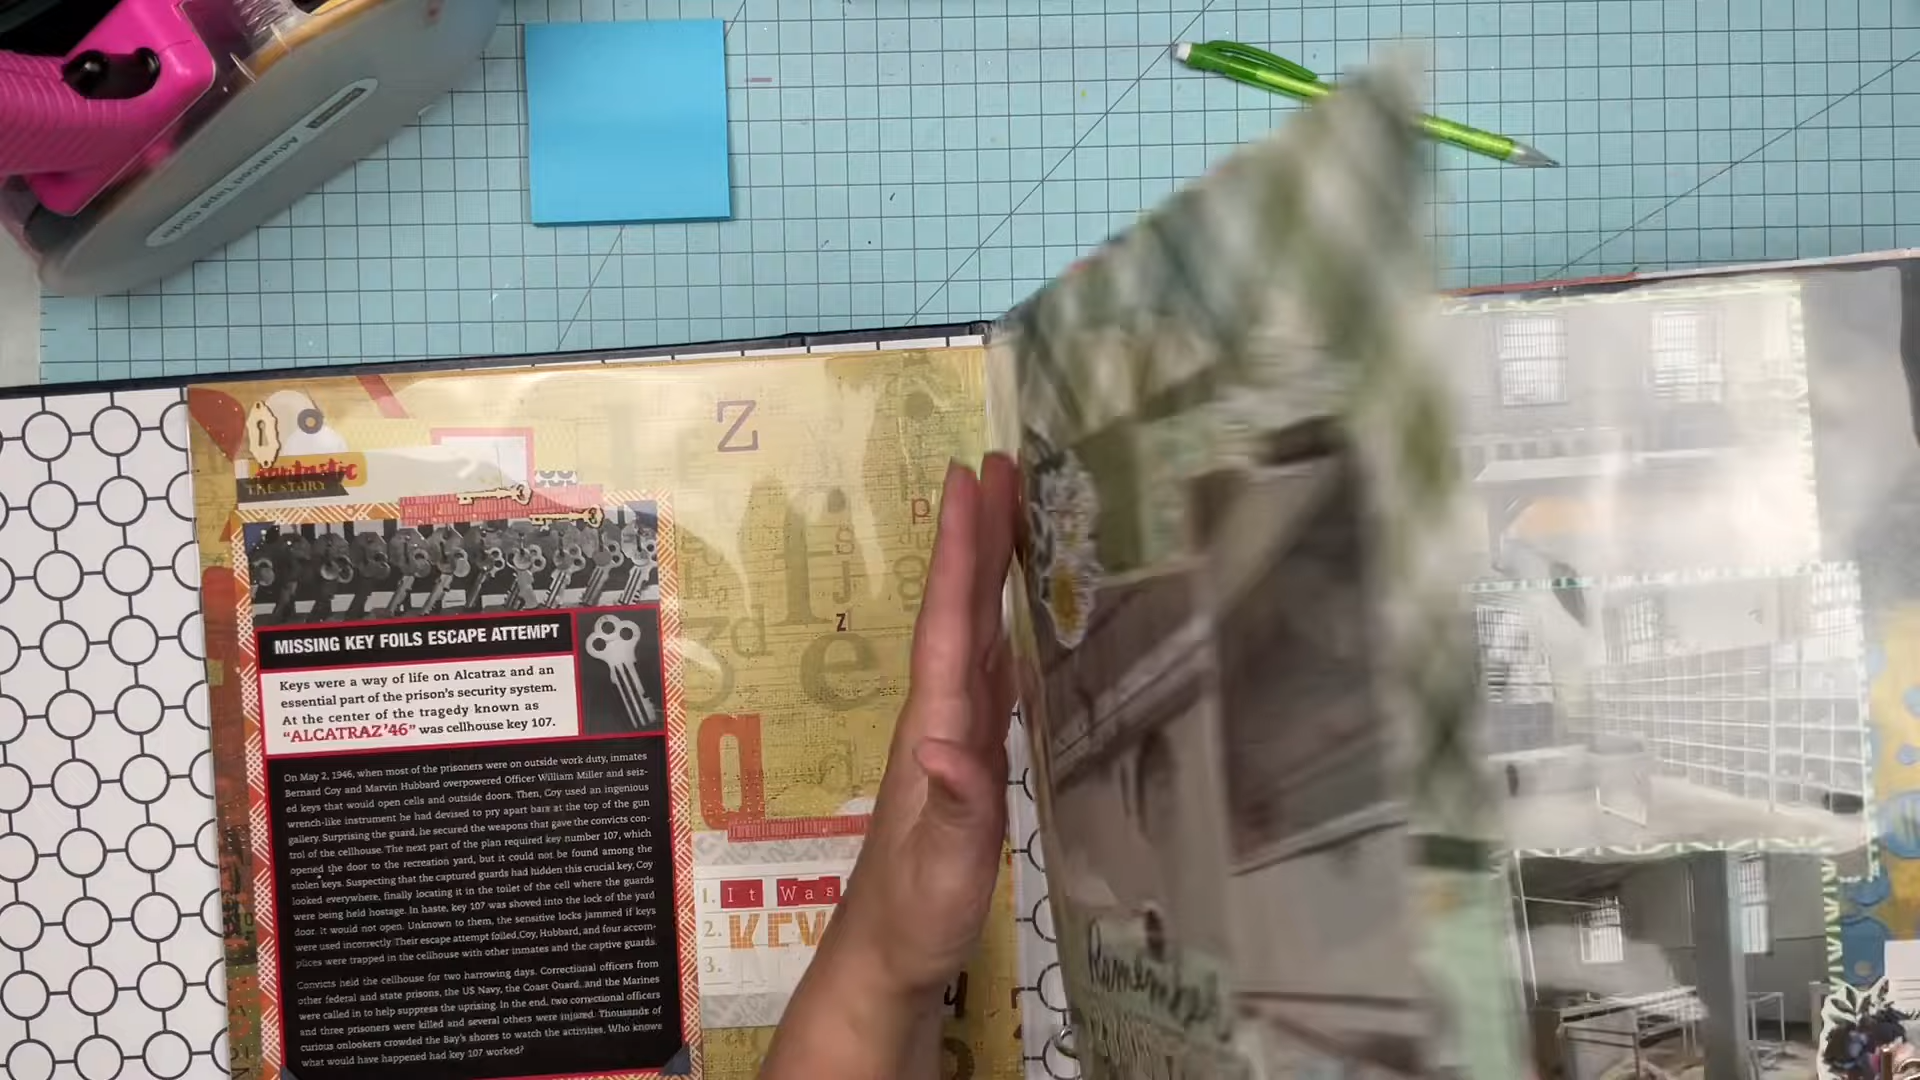 Advanced Tape Glider
z
fantastic
THE STORY
p
s
j
g
h
zl
z d
e
a
d
MISSING KEY FOILS ESCAPE ATTEMPT
Keys were a way of life on Alcatraz and an
essential part of the prison's security system.
At the center of the tragedy known as
"ALCATRAZ '46" was cellhouse key 107.
On May 2, 1946, when most of the prisoners were on outside work duty, inmates
Bernard Coy and Marvin Hubbard overpowered Officer William Miller and seiz-
ed keys that would open cells and outside doors. Then, Coy used an ingenious
wrench-like instrument he had devised to pry apart bars at the top of the gun
gallery. Surprising the guard, he secured the weapons that gave the convicts con-
trol of the cellhouse. The next part of the plan required key number 107, which
opened the door to the recreation yard, but it could not be found among the
stolen keys. Suspecting that the captured guards had hidden this crucial key, Coy
looked everywhere, finally locating it in the toilet of the cell where the guards
were being held hostage. In haste, key 107 was shoved into the lock of the yard
door. It would not open. Unknown to them, the sensitive locks jammed if keys
were used incorrectly. Their escape attempt foiled, Coy, Hubbard, and four accom-
plices were trapped in the cellhouse with other inmates and the captive guards.
Convicts held the cellhouse for two harrowing days. Correctional officers from
other federal and state prisons, the US Navy, the Coast Guard, and the Marines
were called in to help suppress the uprising. In the end, two correctional officers
and three prisoners were killed and several others were injured. Thousands of
curious onlookers crowded the Bay's shores to watch the activities. Who knows
what would have happened had key 107 worked?
1. It Was
2. KEY
3.